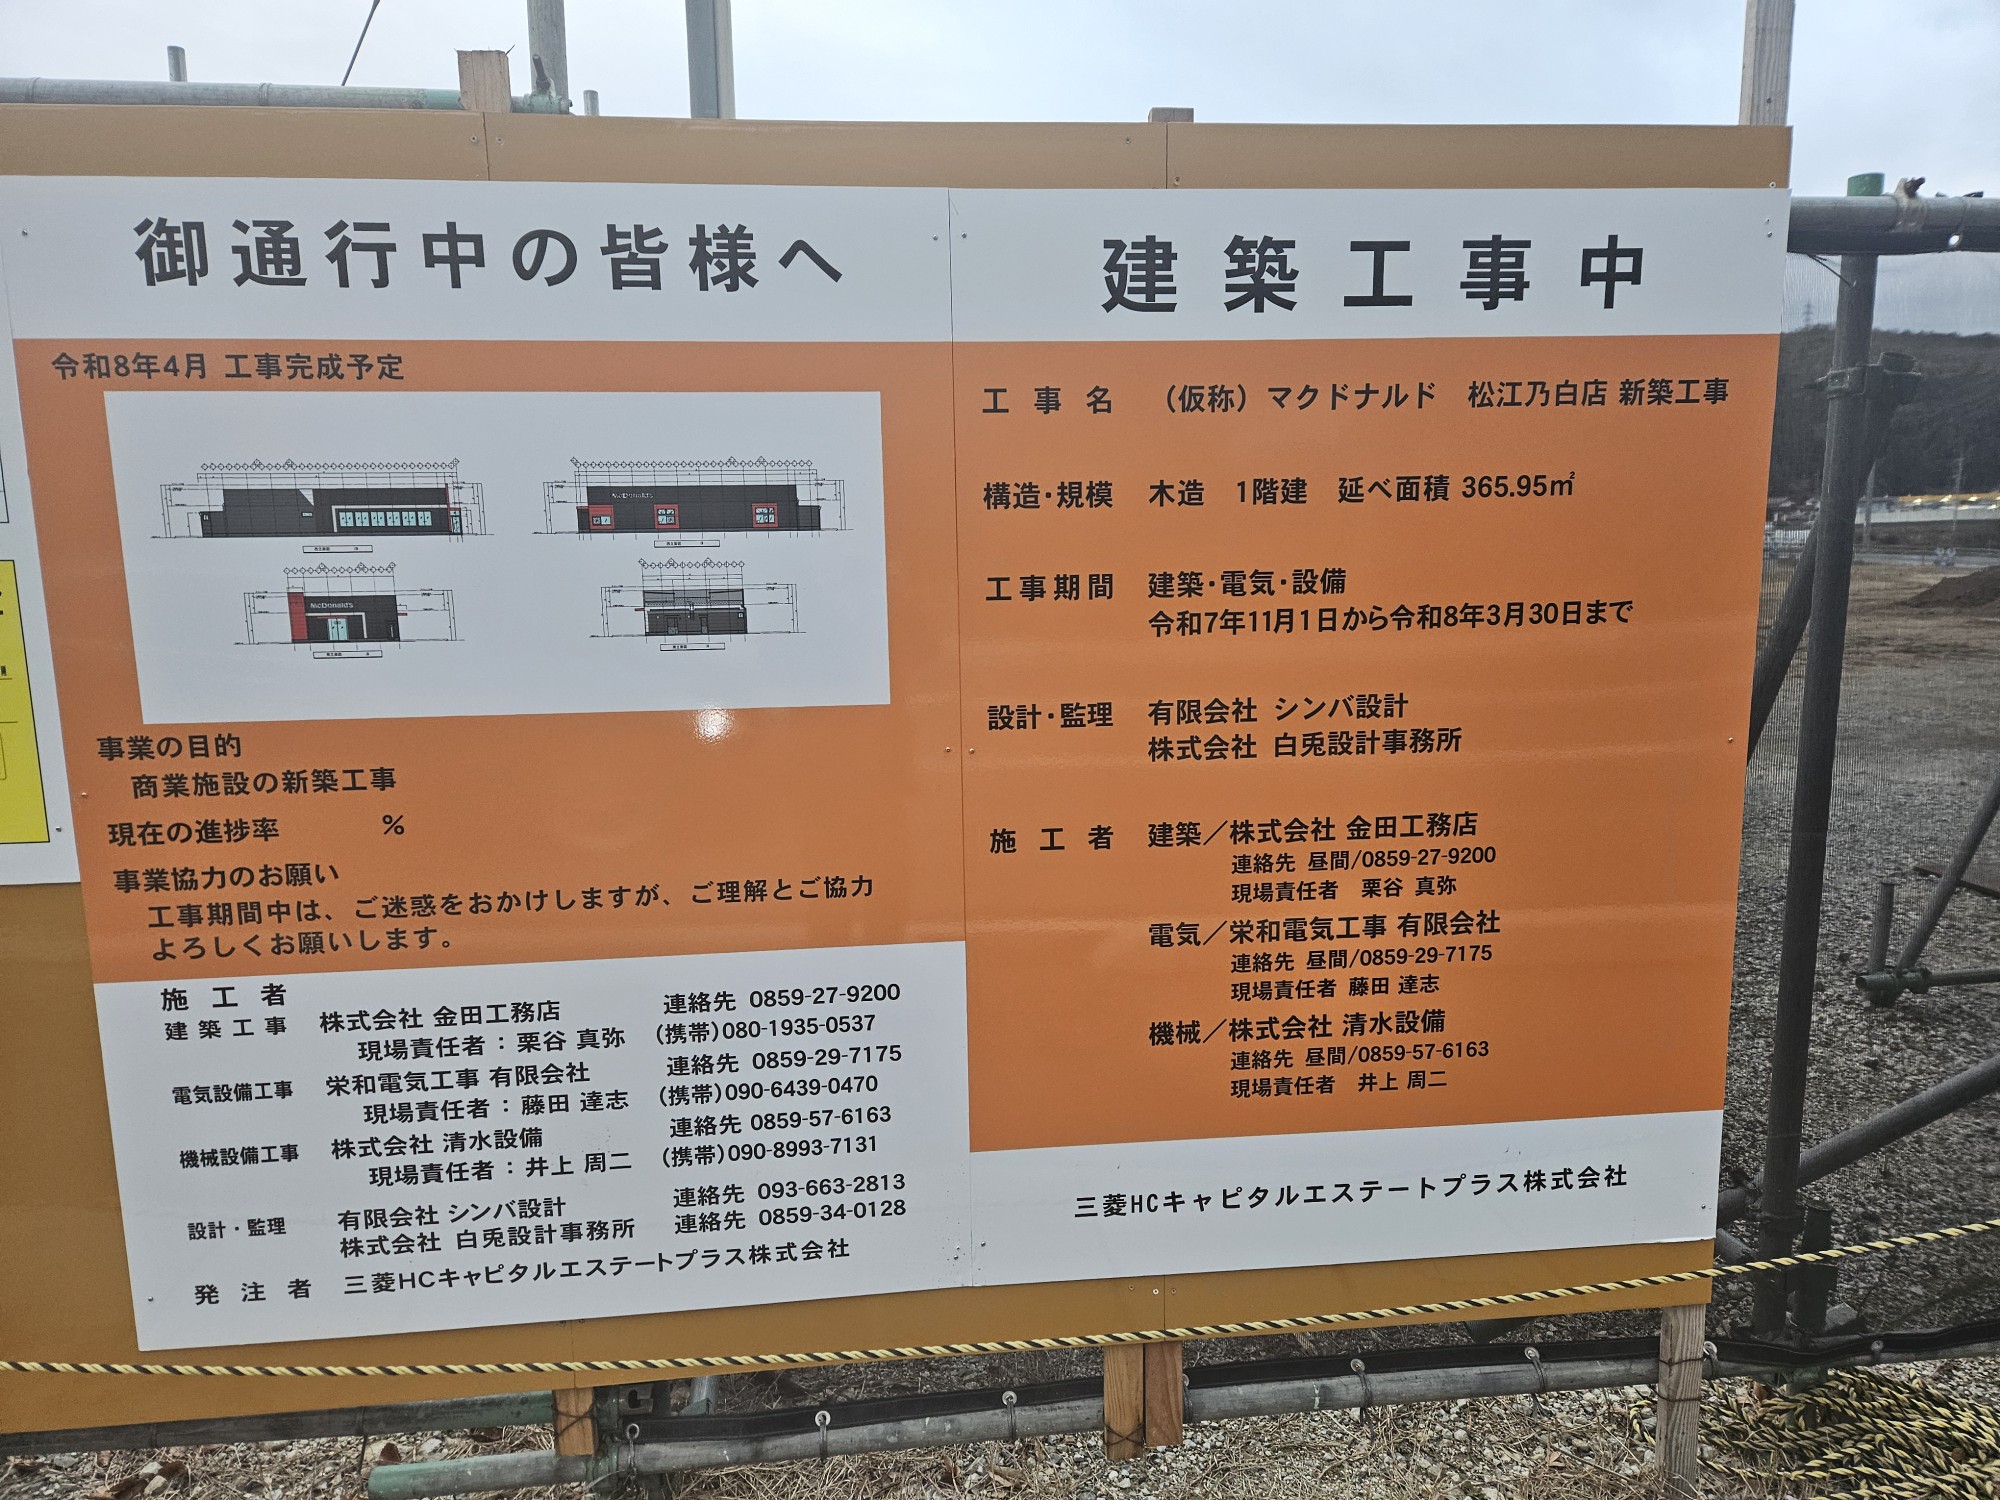 御通行中の皆様へ
令和8年4月 工事完成予定
McDonald's
McDonald's
事業の目的
商業施設の新築工事
現在の進捗率 %
事業協力のお願い
工事期間中は、ご迷惑をおかけしますが、ご理解とご協力
よろしくお願いします。
施工者
建築工事 株式会社 金田工務店 連絡先 0859-27-9200
現場責任者：栗谷 真弥 (携帯)080-1935-0537
電気設備工事 栄和電気工事 有限会社 連絡先 0859-29-7175
現場責任者：藤田 達志 (携帯)090-6439-0470
機械設備工事 株式会社 清水設備 連絡先 0859-57-6163
現場責任者：井上 周二 (携帯)090-8993-7131
設計・監理 有限会社 シンバ設計 連絡先 093-663-2813
株式会社 白兎設計事務所 連絡先 0859-34-0128
発注者 三菱HCキャピタルエステートプラス株式会社
建築工事中
工事名 （仮称）マクドナルド 松江乃白店 新築工事
構造・規模 木造 1階建 延べ面積 365.95㎡
工事期間 建築・電気・設備
令和7年11月1日から令和8年3月30日まで
設計・監理 有限会社 シンバ設計
株式会社 白兎設計事務所
施工者 建築／株式会社 金田工務店
連絡先 昼間/0859-27-9200
現場責任者 栗谷 真弥
電気／栄和電気工事 有限会社
連絡先 昼間/0859-29-7175
現場責任者 藤田 達志
機械／株式会社 清水設備
連絡先 昼間/0859-57-6163
現場責任者 井上 周二
三菱HCキャピタルエステートプラス株式会社